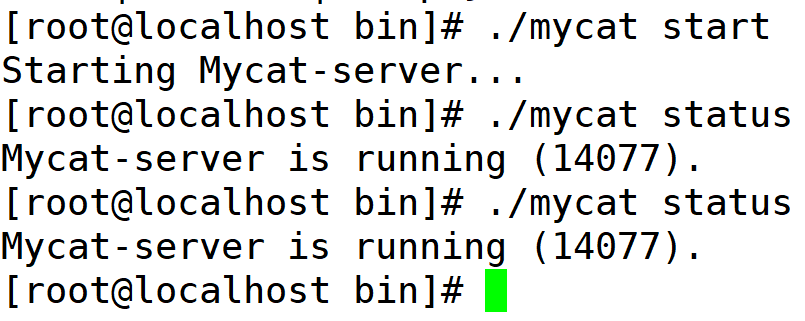 [root@localhost bin]# ./mycat start
Starting Mycat-server...
[root@localhost bin]# ./mycat status
Mycat-server is running (14077).
[root@localhost bin]# ./mycat status
Mycat-server is running (14077).
[root@localhost bin]#